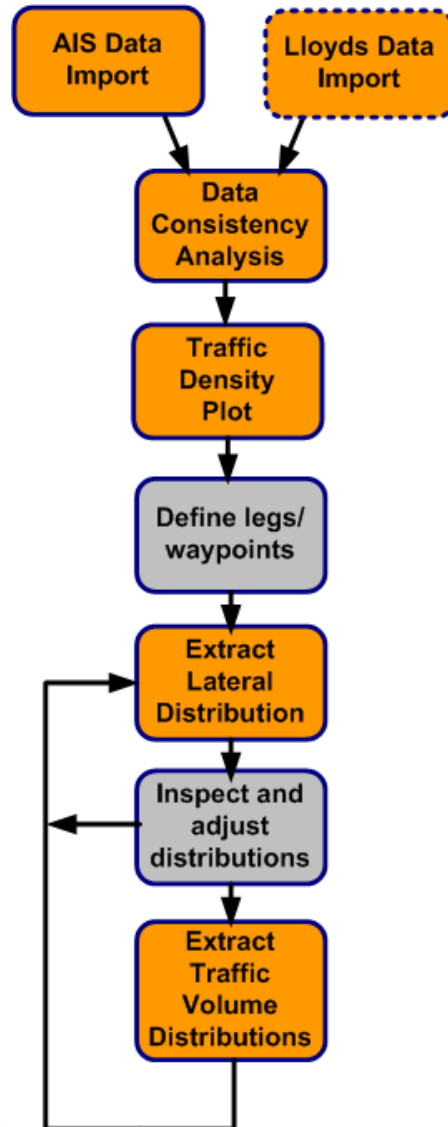 AIS Data
Import
Lloyds Data
Import
Data
Consistency
Analysis
Traffic
Density
Plot
Define legs/
waypoints
Extract
Lateral
Distribution
Inspect and
adjust
distributions
Extract
Traffic
Volume
Distributions